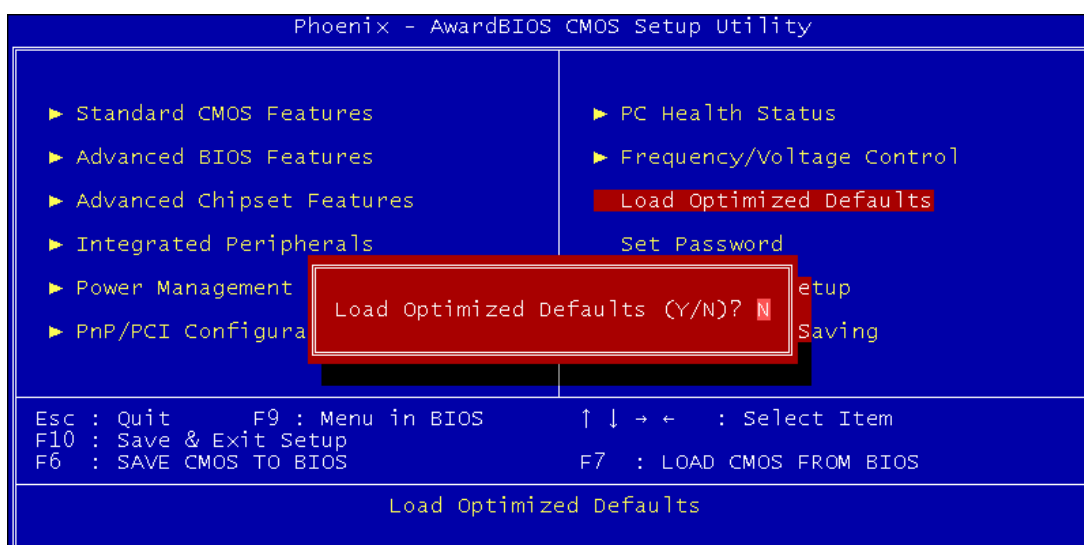 Phoenix - AwardBIOS CMOS Setup Utility
► Standard CMOS Features
► Advanced BIOS Features
► Advanced Chipset Features
► Integrated Peripherals
► Power Management
► PnP/PCI Configura
► PC Health Status
► Frequency/Voltage Control
Load Optimized Defaults
Set Password
etup
Saving
Load Optimized Defaults (Y/N)? N
Esc : Quit F9 : Menu in BIOS ↑ ↓ → ← : Select Item
F10 : Save & Exit Setup
F6 : SAVE CMOS TO BIOS F7 : LOAD CMOS FROM BIOS
Load Optimized Defaults